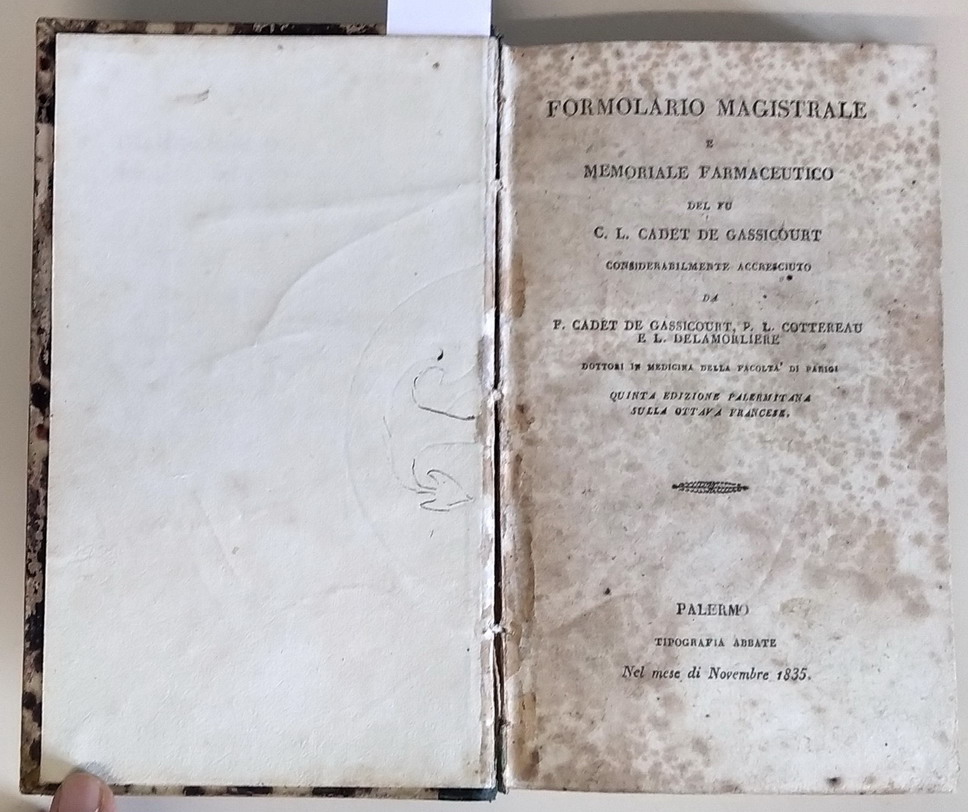 FORMOLARIO MAGISTRALE
E
MEMORIALE FARMACEUTICO
DEL FU
C. L. CADET DE GASSICOURT
CONSIDERABILMENTE ACCRESCIUTO
DA
F. CADET DE GASSICOURT, P. L. COTTEREAU
E L. DELAMORLIERE
DOTTORI IN MEDICINA DELLA FACOLTA' DI PARIGI
QUINTA EDIZIONE PALERMITANA
SULLA OTTAVA FRANCESE.
PALERMO
TIPOGRAFIA ABBATE
Nel mese di Novembre 1835.